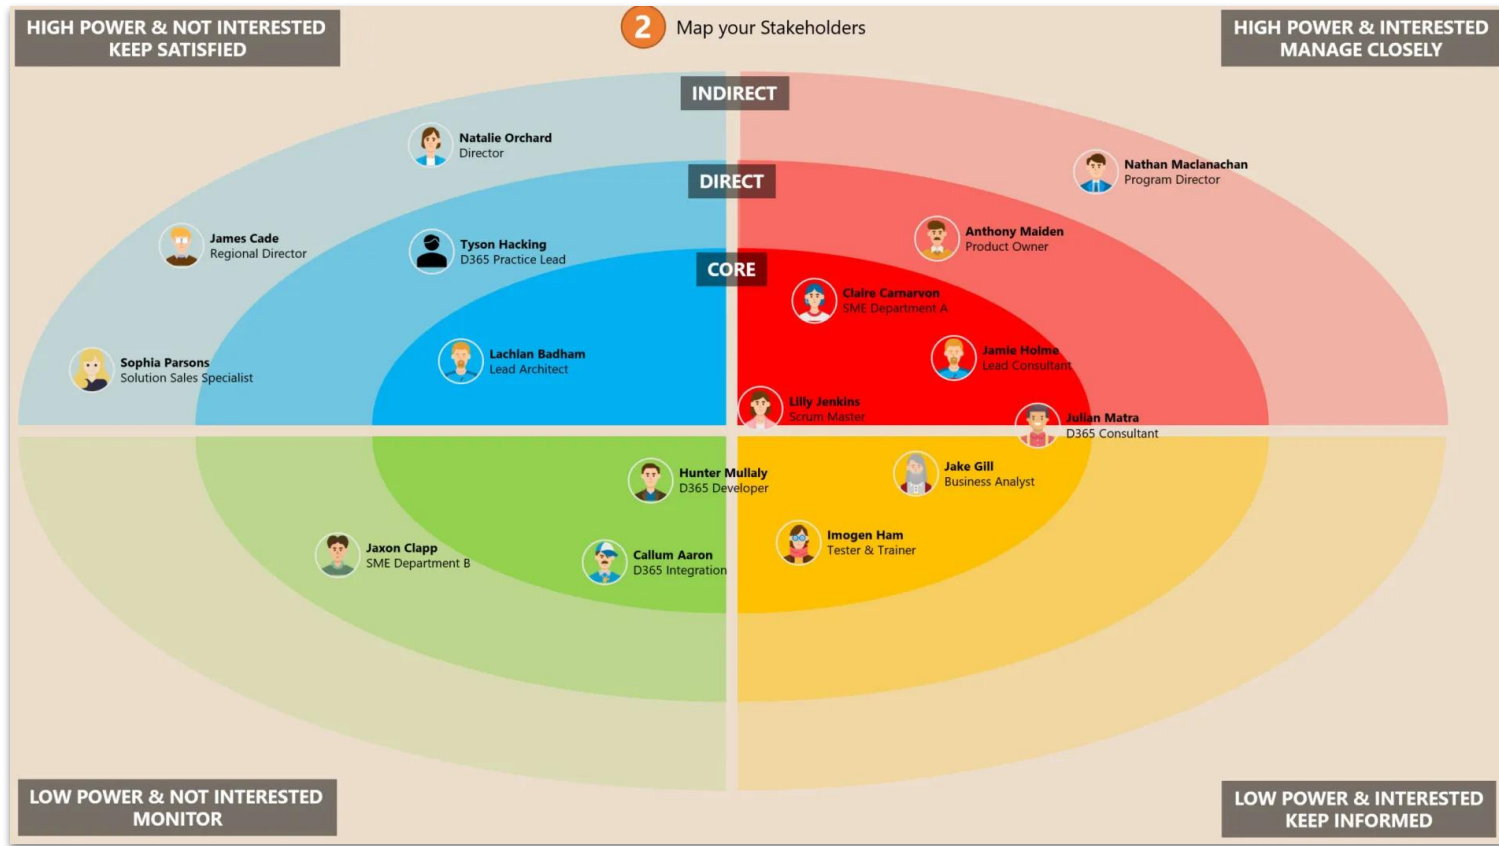 HIGH POWER & NOT INTERESTED
KEEP SATISFIED
2
Map your Stakeholders
HIGH POWER & INTERESTED
MANAGE CLOSELY
INDIRECT
Natalie Orchard
Director
Nathan Maclanachan
Program Director
DIRECT
James Cade
Regional Director
Tyson Hacking
D365 Practice Lead
Anthony Maiden
Product Owner
CORE
Claire Carnarvon
SME Department A
Sophia Parsons
Solution Sales Specialist
Lachlan Badham
Lead Architect
Jamie Holme
Lead Consultant
Lilly Jenkins
Scrum Master
Julian Matra
D365 Consultant
Hunter Mullaly
D365 Developer
Jake Gill
Business Analyst
Jaxon Clapp
SME Department B
Callum Aaron
D365 Integration
Imogen Ham
Tester & Trainer
LOW POWER & NOT INTERESTED
MONITOR
LOW POWER & INTERESTED
KEEP INFORMED